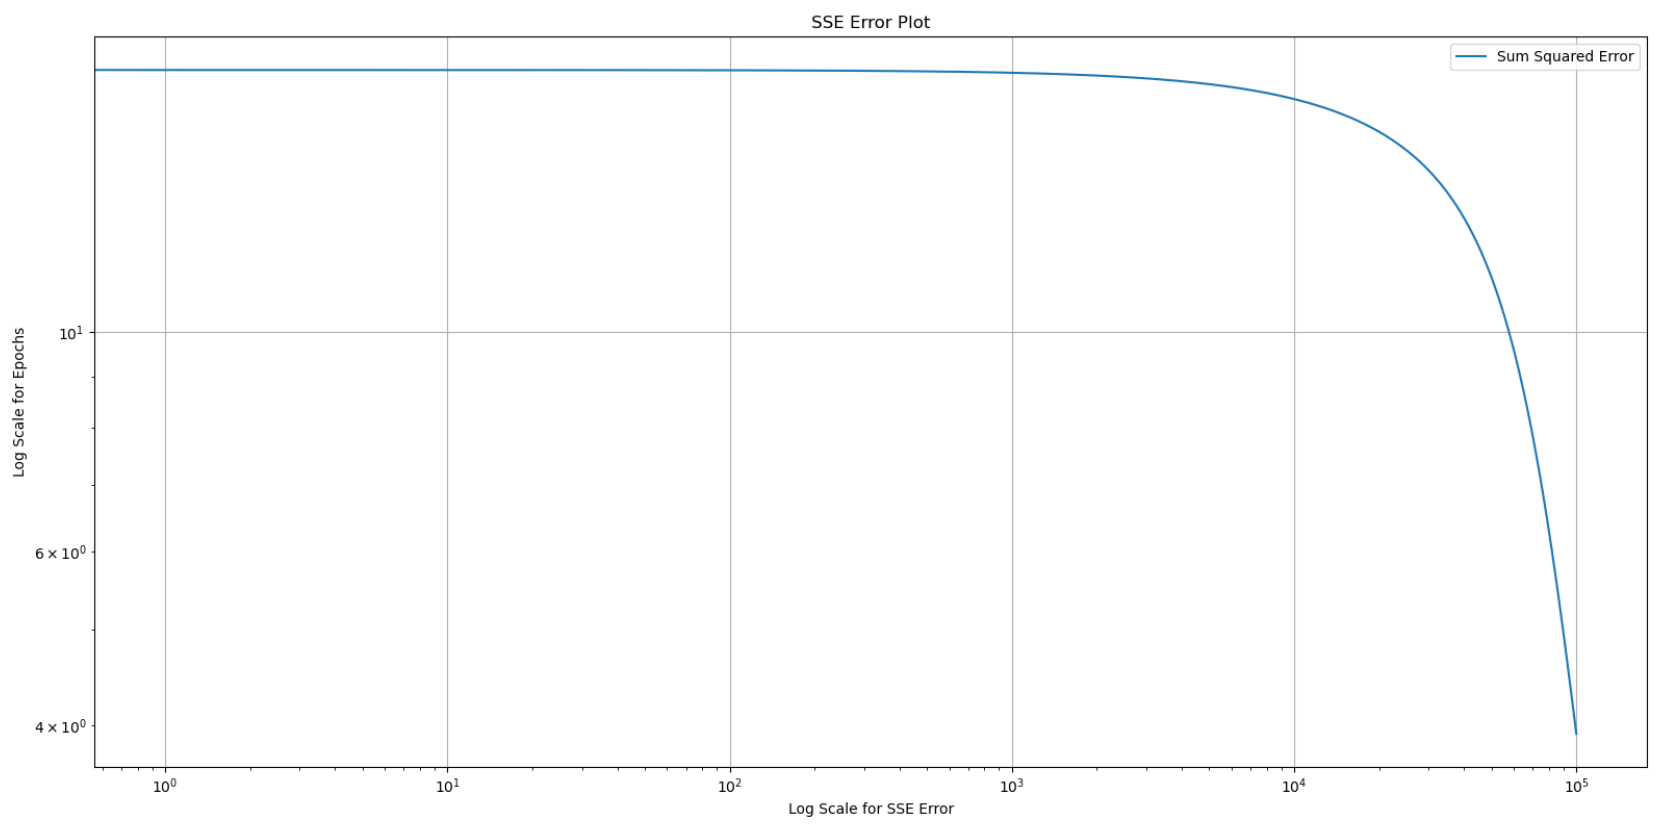 SSE Error Plot
Sum Squared Error
Log Scale for Epochs
10¹
6 × 10⁰
4 × 10⁰
10⁰ 10¹ 10² 10³ 10⁴ 10⁵
Log Scale for SSE Error